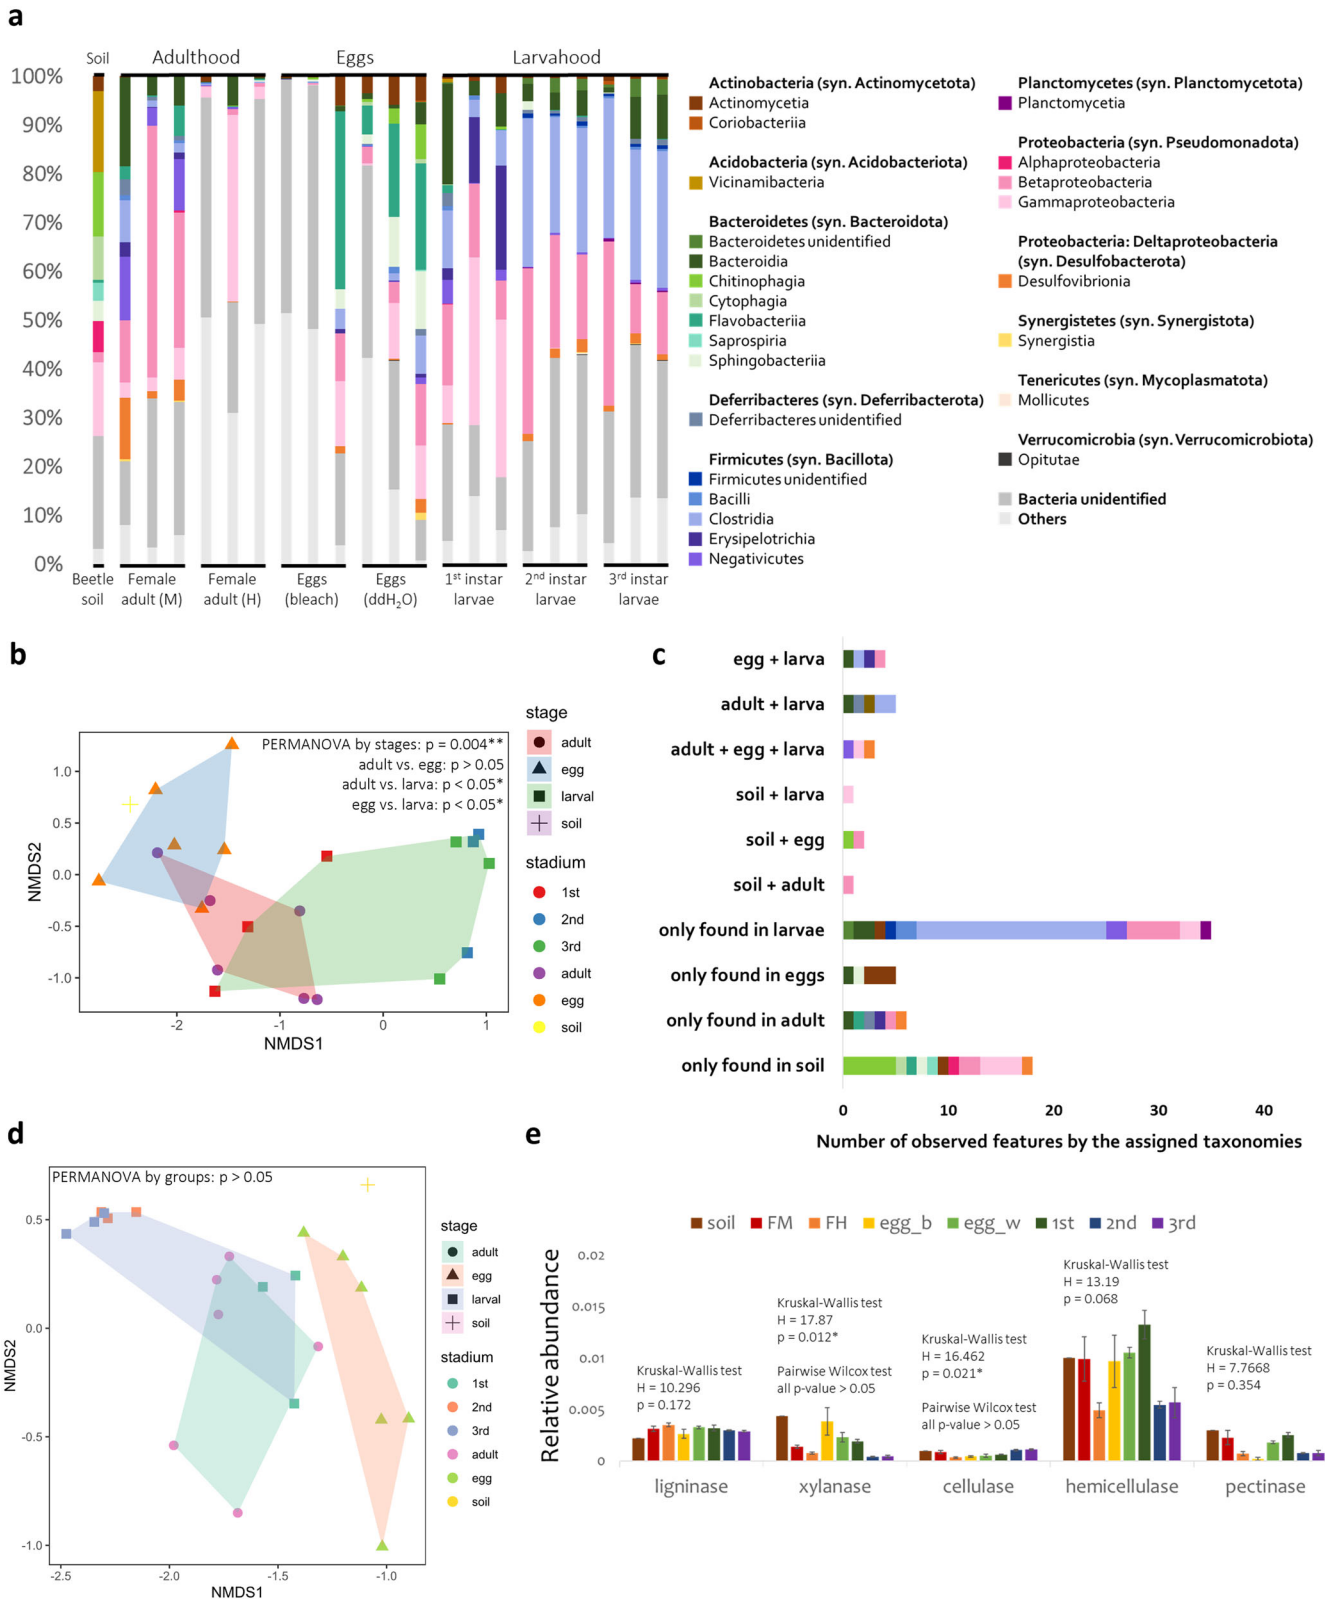 a
Soil
Adulthood
Eggs
Larvahood
100%
90%
80%
70%
60%
50%
40%
30%
20%
10%
0%
Beetle soil
Female adult (M)
Female adult (H)
Eggs (bleach)
Eggs (ddH₂O)
1st instar larvae
2nd instar larvae
3rd instar larvae
Actinobacteria (syn. Actinomycetota)
Actinomycetia
Coriobacteriia
Acidobacteria (syn. Acidobacteriota)
Vicinamibacteria
Bacteroidetes (syn. Bacteroidota)
Bacteroidetes unidentified
Bacteroidia
Chitinophagia
Cytophagia
Flavobacteriia
Saprospiria
Sphingobacteriia
Deferribacteres (syn. Deferribacterota)
Deferribacteres unidentified
Firmicutes (syn. Bacillota)
Firmicutes unidentified
Bacilli
Clostridia
Erysipelotrichia
Negativicutes
Planctomycetes (syn. Planctomycetota)
Planctomycetia
Proteobacteria (syn. Pseudomonadota)
Alphaproteobacteria
Betaproteobacteria
Gammaproteobacteria
Proteobacteria: Deltaproteobacteria
(syn. Desulfobacterota)
Desulfovibrionia
Synergistetes (syn. Synergistota)
Synergistia
Tenericutes (syn. Mycoplasmatota)
Mollicutes
Verrucomicrobia (syn. Verrucomicrobiota)
Opitutae
Bacteria unidentified
Others
b
PERMANOVA by stages: p = 0.004**
adult vs. egg: p > 0.05
adult vs. larva: p < 0.05*
egg vs. larva: p < 0.05*
NMDS2
1.0
0.5
0.0
-0.5
-1.0
-2
-1
0
1
NMDS1
stage
adult
egg
larval
soil
stadium
1st
2nd
3rd
adult
egg
soil
c
egg + larva
adult + larva
adult + egg + larva
soil + larva
soil + egg
soil + adult
only found in larvae
only found in eggs
only found in adult
only found in soil
0
10
20
30
40
Number of observed features by the assigned taxonomies
d
PERMANOVA by groups: p > 0.05
NMDS2
0.5
0.0
-0.5
-1.0
-2.5
-2.0
-1.5
-1.0
NMDS1
stage
adult
egg
larval
soil
stadium
1st
2nd
3rd
adult
egg
soil
e
soil
FM
FH
egg_b
egg_w
1st
2nd
3rd
Relative abundance
0.02
0.015
0.01
0.005
0
Kruskal-Wallis test
H = 10.296
p = 0.172
Kruskal-Wallis test
H = 17.87
p = 0.012*
Pairwise Wilcox test
all p-value > 0.05
Kruskal-Wallis test
H = 16.462
p = 0.021*
Pairwise Wilcox test
all p-value > 0.05
Kruskal-Wallis test
H = 13.19
p = 0.068
Kruskal-Wallis test
H = 7.7668
p = 0.354
ligninase
xylanase
cellulase
hemicellulase
pectinase